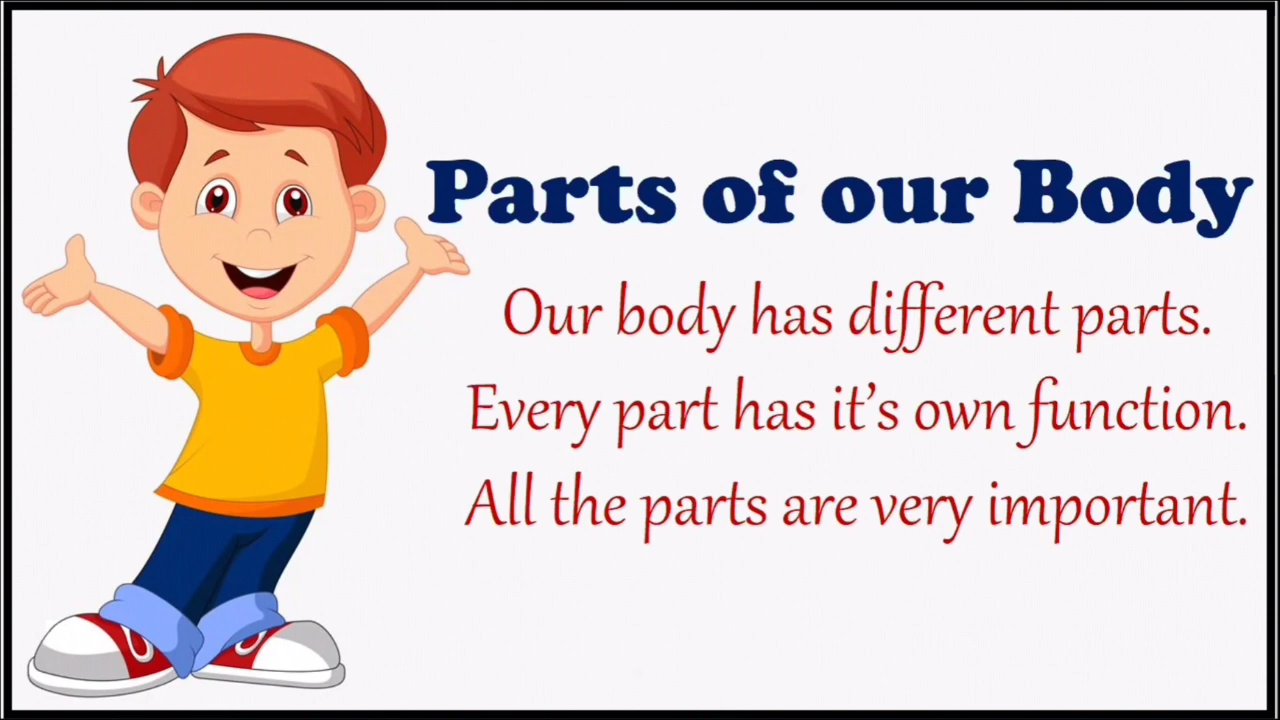 Parts of our Body
Our body has different parts.
Every part has it’s own function.
All the parts are very important.